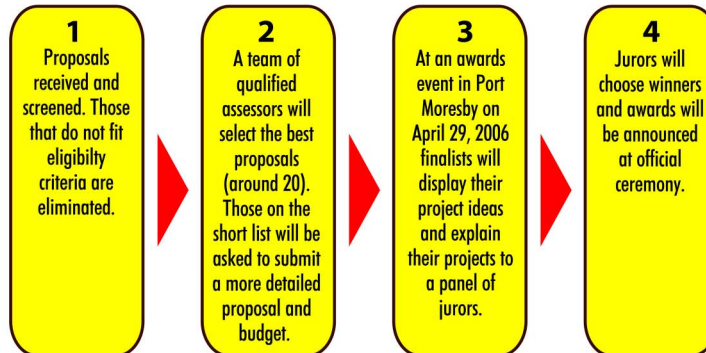 1
Proposals
received and
screened. Those
that do not fit
eligibilty
criteria are
eliminated.
2
A team of
qualified
assessors will
select the best
proposals
(around 20).
Those on the
short list will be
asked to submit
a more detailed
proposal and
budget.
3
At an awards
event in Port
Moresby on
April 29, 2006
finalists will
display their
project ideas
and explain
their projects to
a panel of
jurors.
4
Jurors will
choose winners
and awards will
be announced
at official
ceremony.